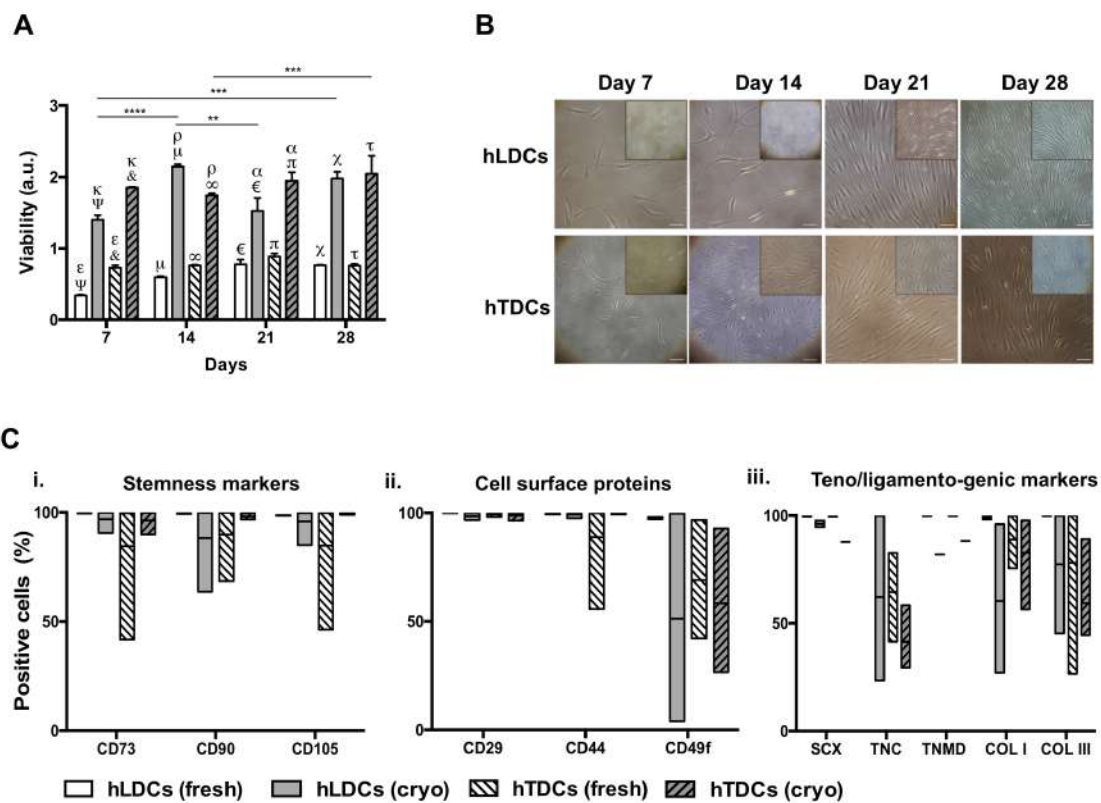 A
B
***
***
****
**
3
2
1
0
Viability (a.u.)
ε
Ψ
κ
Ψ
ε
&
κ
&
μ
ρ
μ
∞
ρ
∞
€
α
€
π
α
π
χ
χ
τ
τ
7 14 21 28
Days
Day 7 Day 14 Day 21 Day 28
hLDCs
hTDCs
C
i. Stemness markers
ii. Cell surface proteins
iii. Teno/ligamento-genic markers
Positive cells (%)
100
50
0
CD73 CD90 CD105
100
50
0
CD29 CD44 CD49f
100
50
0
SCX TNC TNMD COL I COL III
hLDCs (fresh) hLDCs (cryo) hTDCs (fresh) hTDCs (cryo)